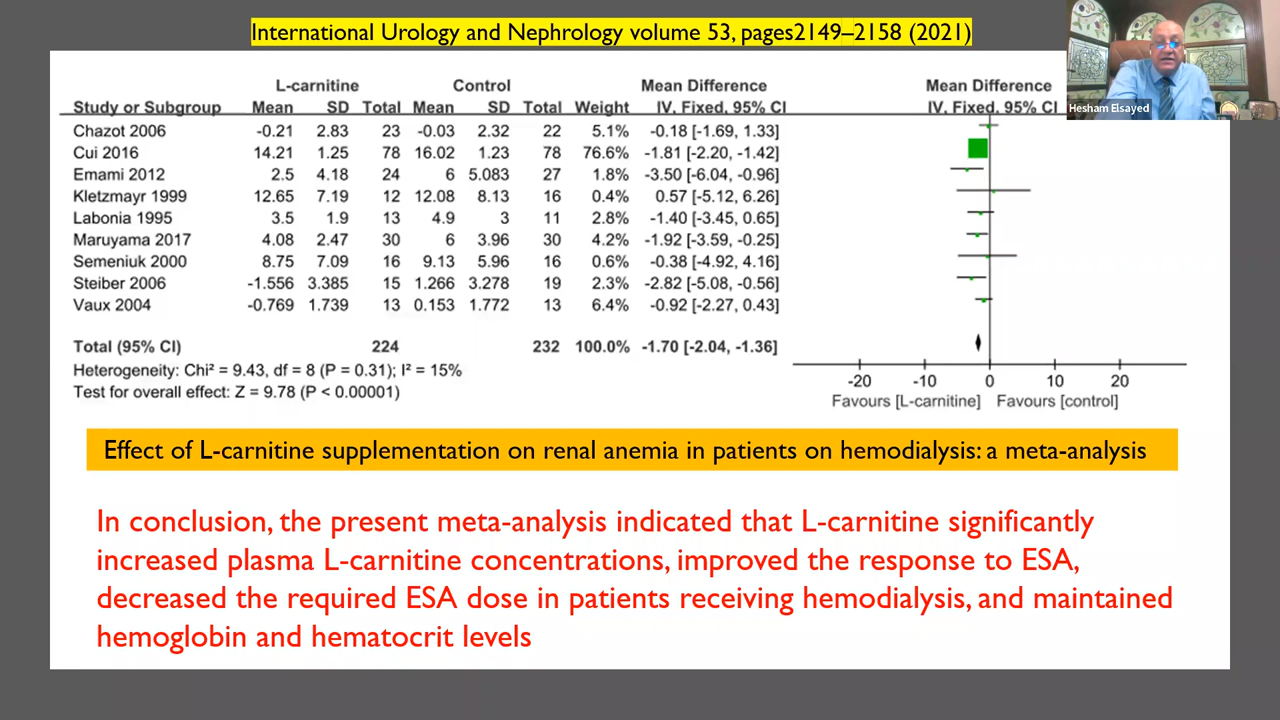 International Urology and Nephrology volume 53, pages2149–2158 (2021)
Hesham Elsayed
L-carnitine Control Mean Difference Mean Difference
Study or Subgroup Mean SD Total Mean SD Total Weight IV, Fixed, 95% CI IV, Fixed, 95% CI
Chazot 2006 -0.21 2.83 23 -0.03 2.32 22 5.1% -0.18 [-1.69, 1.33]
Cui 2016 14.21 1.25 78 16.02 1.23 78 76.6% -1.81 [-2.20, -1.42]
Emami 2012 2.5 4.18 24 6 5.083 27 1.8% -3.50 [-6.04, -0.96]
Kletzmayr 1999 12.65 7.19 12 12.08 8.13 16 0.4% 0.57 [-5.12, 6.26]
Labonia 1995 3.5 1.9 13 4.9 3 11 2.8% -1.40 [-3.45, 0.65]
Maruyama 2017 4.08 2.47 30 6 3.96 30 4.2% -1.92 [-3.59, -0.25]
Semeniuk 2000 8.75 7.09 16 9.13 5.96 16 0.6% -0.38 [-4.92, 4.16]
Steiber 2006 -1.556 3.385 15 1.266 3.278 19 2.3% -2.82 [-5.08, -0.56]
Vaux 2004 -0.769 1.739 13 0.153 1.772 13 6.4% -0.92 [-2.27, 0.43]
Total (95% CI) 224 232 100.0% -1.70 [-2.04, -1.36]
Heterogeneity: Chi² = 9.43, df = 8 (P = 0.31); I² = 15%
Test for overall effect: Z = 9.78 (P < 0.00001)
-20 -10 0 10 20
Favours [L-carnitine] Favours [control]
Effect of L-carnitine supplementation on renal anemia in patients on hemodialysis: a meta-analysis
In conclusion, the present meta-analysis indicated that L-carnitine significantly
increased plasma L-carnitine concentrations, improved the response to ESA,
decreased the required ESA dose in patients receiving hemodialysis, and maintained
hemoglobin and hematocrit levels